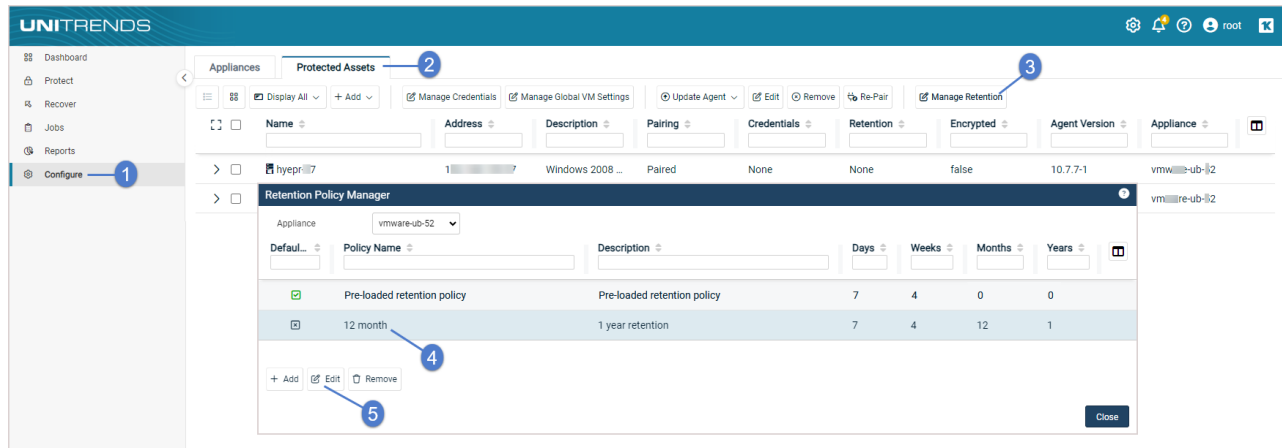 UNITRENDS
4
root
Dashboard
Protect
Recover
Jobs
Reports
Configure
1
Appliances
Protected Assets
2
3
Display All
+ Add
Manage Credentials
Manage Global VM Settings
Update Agent
Edit
Remove
Re-Pair
Manage Retention
Name
Address
Description
Pairing
Credentials
Retention
Encrypted
Agent Version
Appliance
Windows 2008 ...
Paired
None
None
false
10.7.7-1
Retention Policy Manager
Appliance
vmware-ub-52
Defaul...
Policy Name
Description
Days
Weeks
Months
Years
Pre-loaded retention policy
Pre-loaded retention policy
7
4
0
0
12 month
1 year retention
7
4
12
1
4
+ Add
Edit
Remove
5
Close